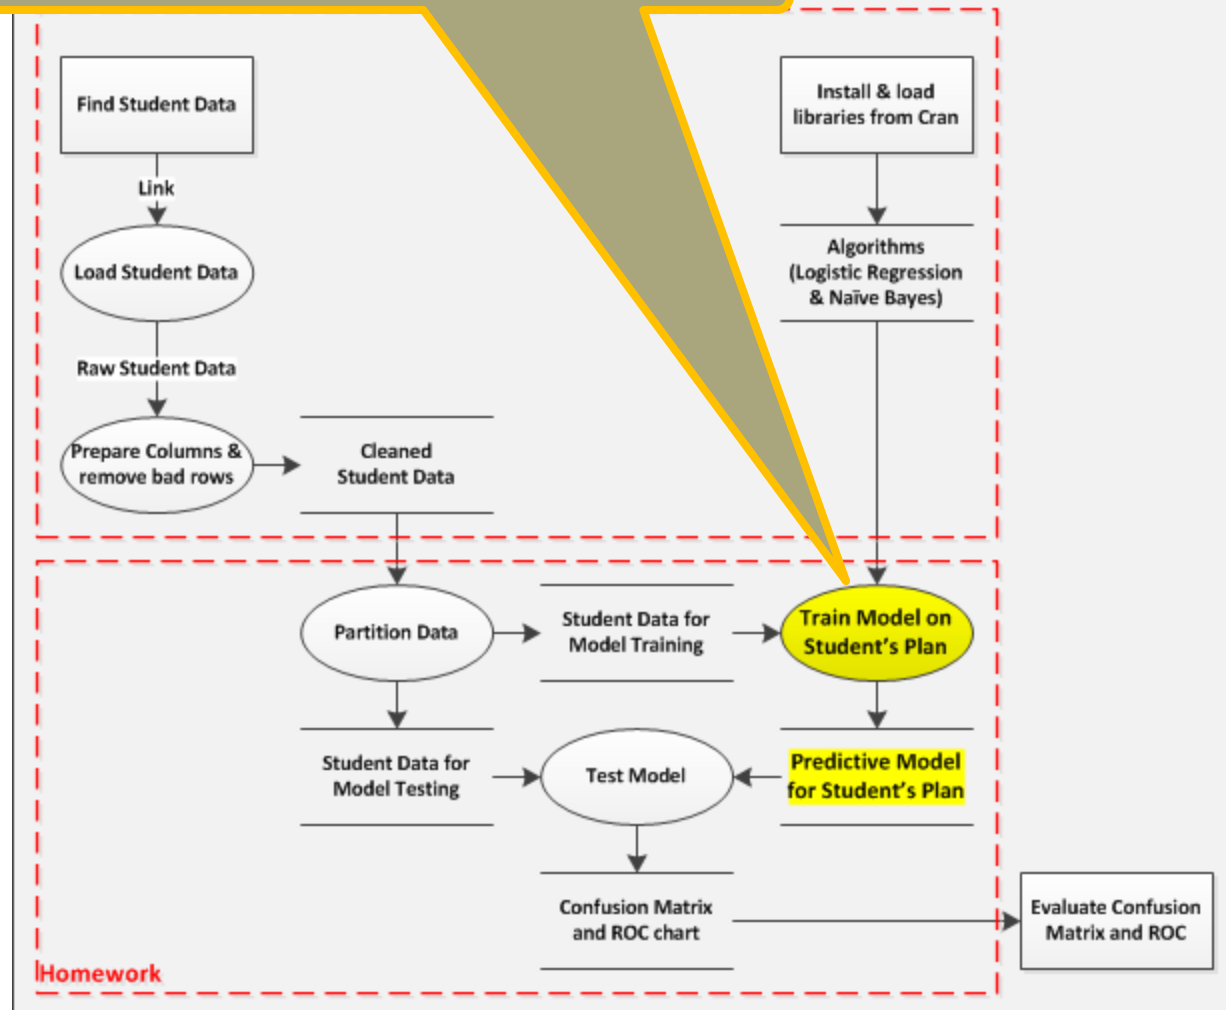 Find Student Data
Install & load
libraries from Cran
Link
Load Student Data
Algorithms
(Logistic Regression
& Naïve Bayes)
Raw Student Data
Prepare Columns &
remove bad rows
Cleaned
Student Data
Partition Data
Student Data for
Model Training
Train Model on
Student’s Plan
Student Data for
Model Testing
Test Model
Predictive Model
for Student’s Plan
Confusion Matrix
and ROC chart
Evaluate Confusion
Matrix and ROC
Homework